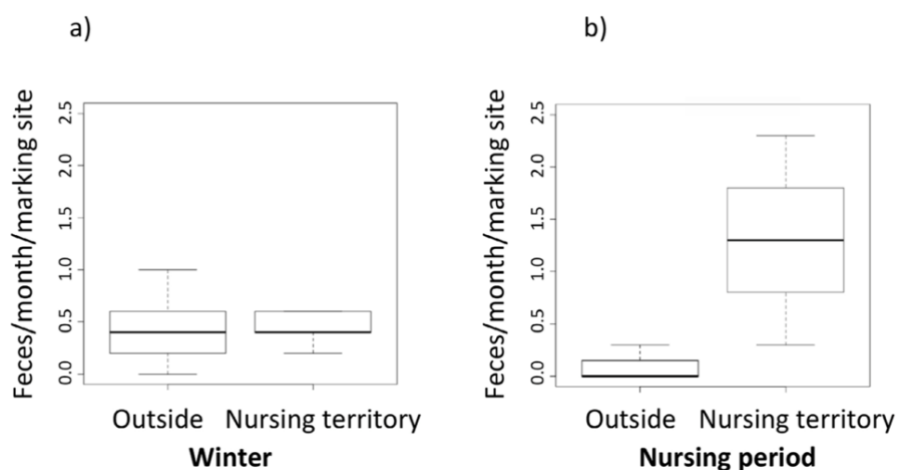 a)
Feces/month/marking site
2.5
2.0
1.5
1.0
0.5
0.0
Outside Nursing territory
Winter
b)
Feces/month/marking site
2.5
2.0
1.5
1.0
0.5
0.0
Outside Nursing territory
Nursing period